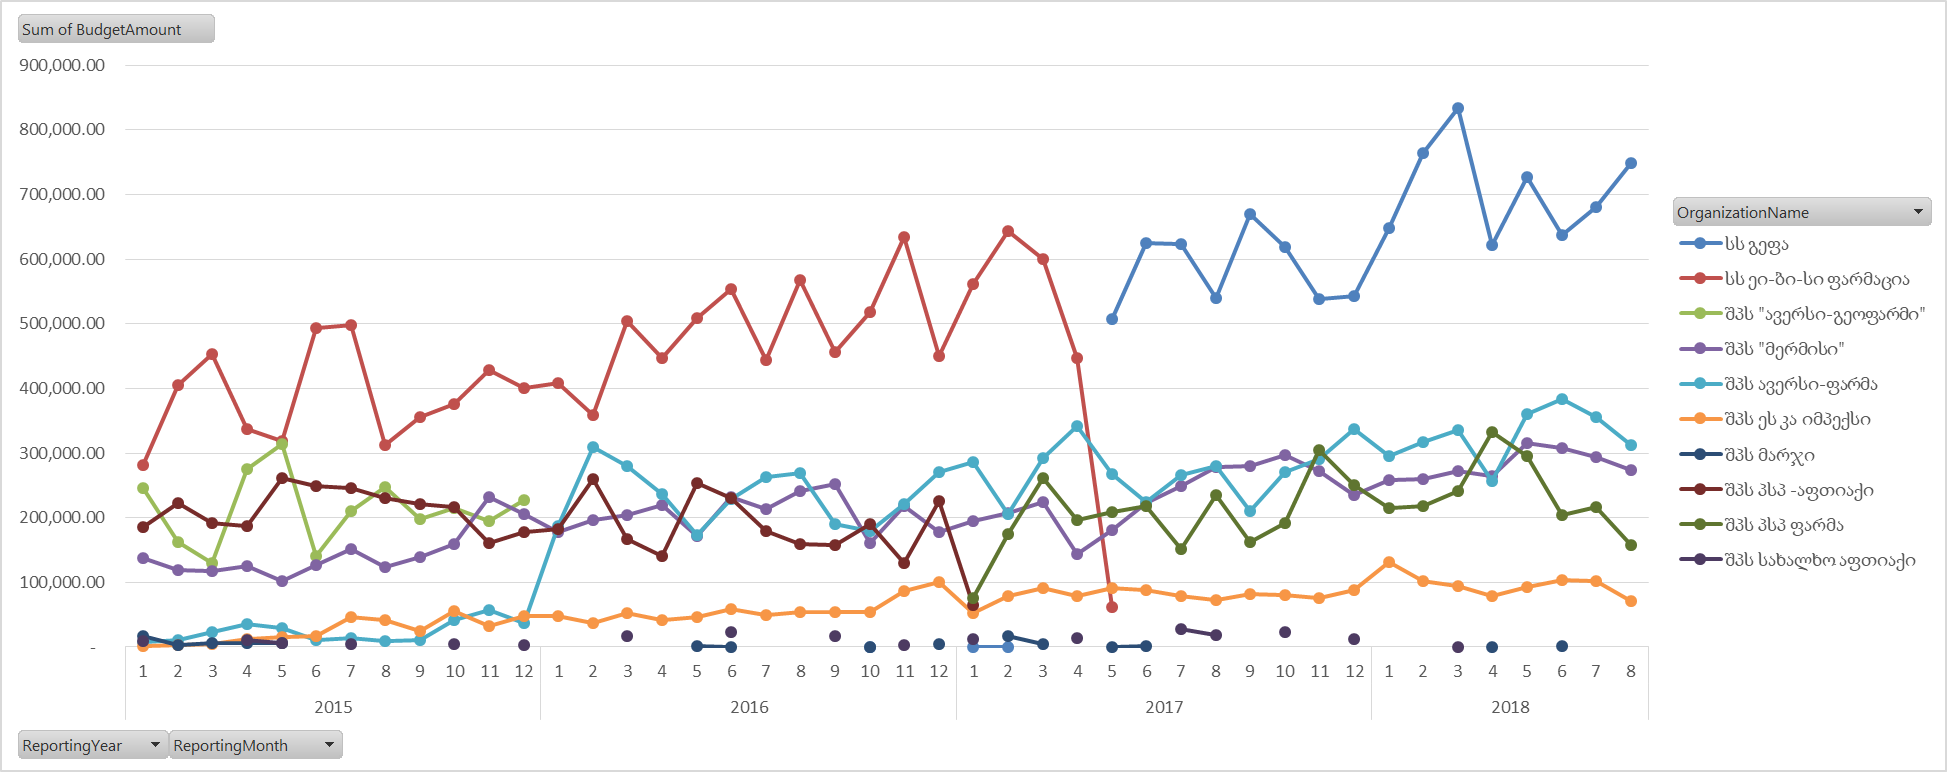 Sum of BudgetAmount
900,000.00
800,000.00
700,000.00
600,000.00
500,000.00
400,000.00
300,000.00
200,000.00
100,000.00
-
1 2 3 4 5 6 7 8 9 10 11 12 1 2 3 4 5 6 7 8 9 10 11 12 1 2 3 4 5 6 7 8 9 10 11 12 1 2 3 4 5 6 7 8
2015 2016 2017 2018
OrganizationName
სს გეფა
სს ეი-ბი-სი ფარმაცია
შპს "ავერსი-გეოფარმი"
შპს "მერმისი"
შპს ავერსი-ფარმა
შპს ეს კა იმპექსი
შპს მარჯი
შპს პსპ -აფთიაქი
შპს პსპ ფარმა
შპს სახალხო აფთიაქი
ReportingYear ReportingMonth